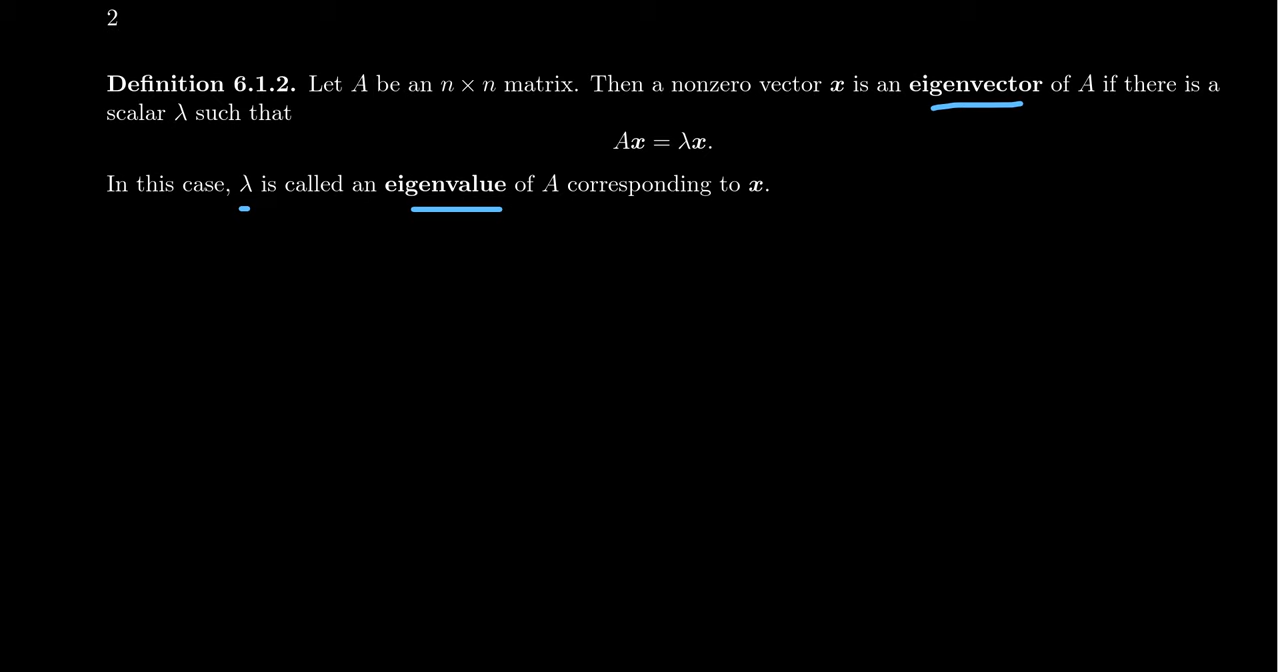 2
Definition 6.1.2. Let A be an n × n matrix. Then a nonzero vector x is an eigenvector of A if there is a
scalar λ such that
Ax = λx.
In this case, λ is called an eigenvalue of A corresponding to x.